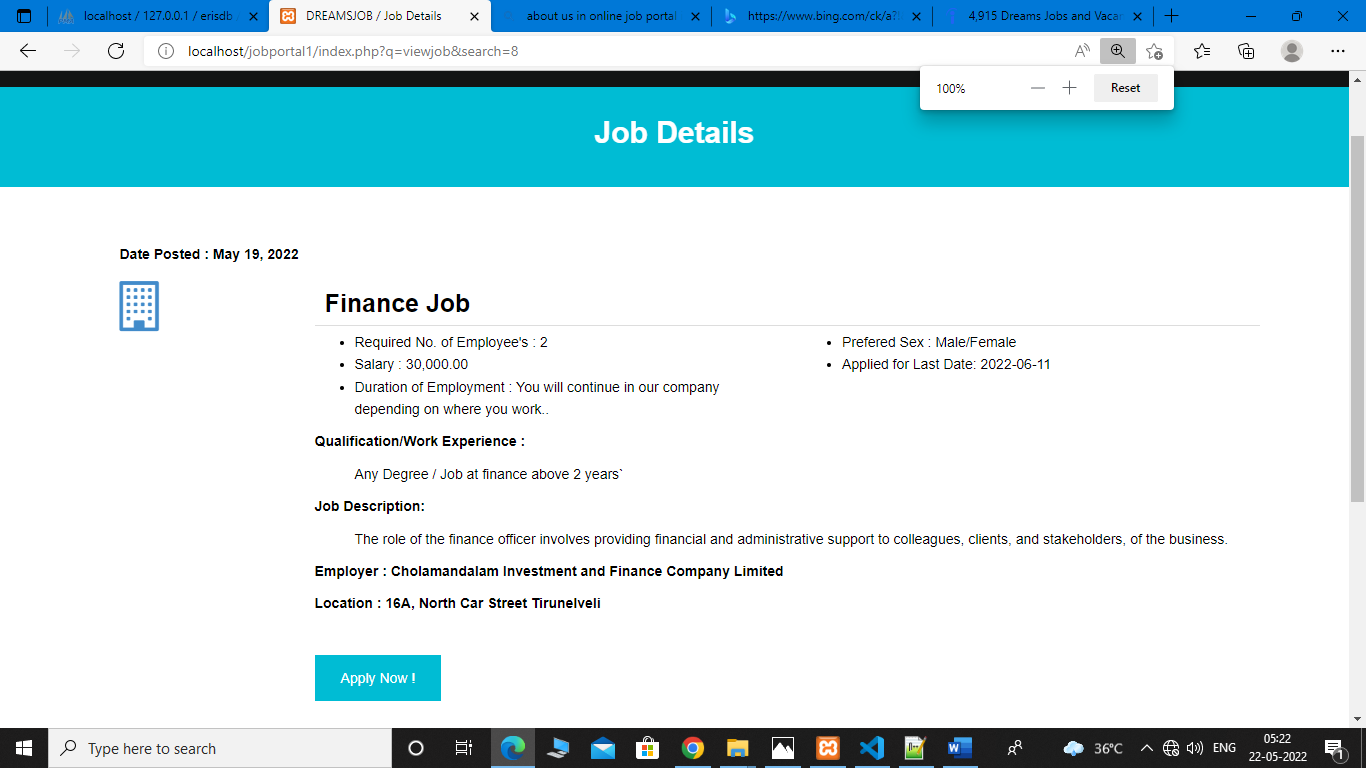 localhost / 127.0.0.1 / erisdb
DREAMSJOB / Job Details
about us in online job portal
https://www.bing.com/ck/a?!
4,915 Dreams Jobs and Vacan
localhost/jobportal1/index.php?q=viewjob&search=8
100%
Reset
Job Details
Date Posted : May 19, 2022
Finance Job
Required No. of Employee's : 2
Salary : 30,000.00
Duration of Employment : You will continue in our company
depending on where you work..
Prefered Sex : Male/Female
Applied for Last Date: 2022-06-11
Qualification/Work Experience :
Any Degree / Job at finance above 2 years`
Job Description:
The role of the finance officer involves providing financial and administrative support to colleagues, clients, and stakeholders, of the business.
Employer : Cholamandalam Investment and Finance Company Limited
Location : 16A, North Car Street Tirunelveli
Apply Now !
Type here to search
36°C
ENG
05:22
22-05-2022
1